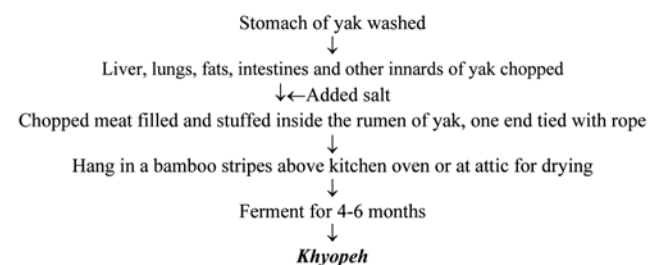 Stomach of yak washed
↓
Liver, lungs, fats, intestines and other innards of yak chopped
↓←Added salt
Chopped meat filled and stuffed inside the rumen of yak, one end tied with rope
↓
Hang in a bamboo stripes above kitchen oven or at attic for drying
↓
Ferment for 4-6 months
↓
Khyopeh